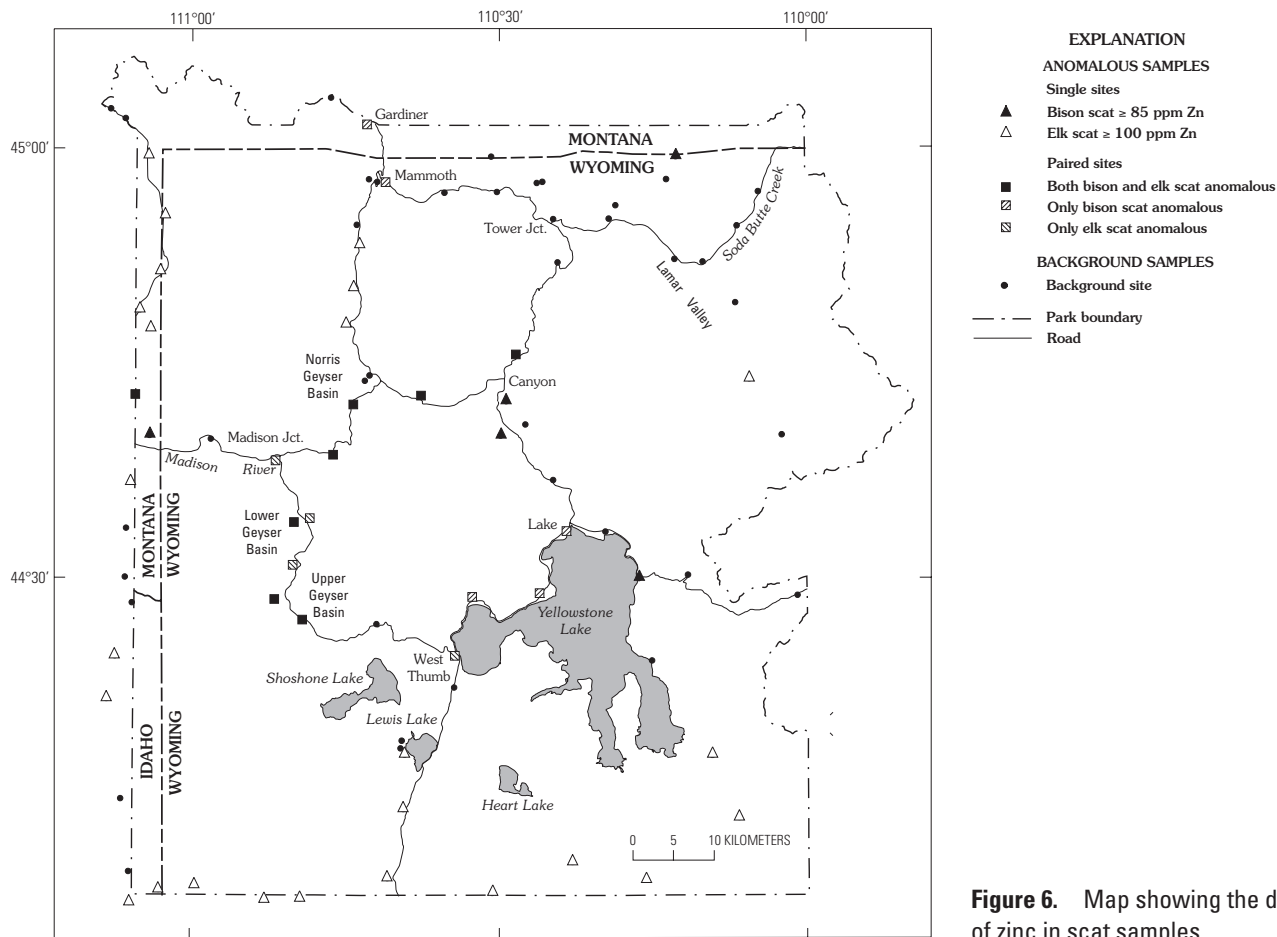 111°00′
110°30′
110°00′
45°00′
44°30′
Gardiner
MONTANA
WYOMING
Mammoth
Tower Jct.
Soda Butte Creek
Lamar Valley
Norris
Geyser
Basin
Canyon
Madison Jct.
Madison
River
MONTANA
WYOMING
Lower
Geyser
Basin
Lake
Upper
Geyser
Basin
Yellowstone
Lake
West
Thumb
Shoshone Lake
Lewis Lake
IDAHO
WYOMING
Heart Lake
0 5 10 KILOMETERS
EXPLANATION
ANOMALOUS SAMPLES
Single sites
Bison scat ≥ 85 ppm Zn
Elk scat ≥ 100 ppm Zn
Paired sites
Both bison and elk scat anomalous
Only bison scat anomalous
Only elk scat anomalous
BACKGROUND SAMPLES
Background site
Park boundary
Road
Figure 6. Map showing the d
of zinc in scat samples